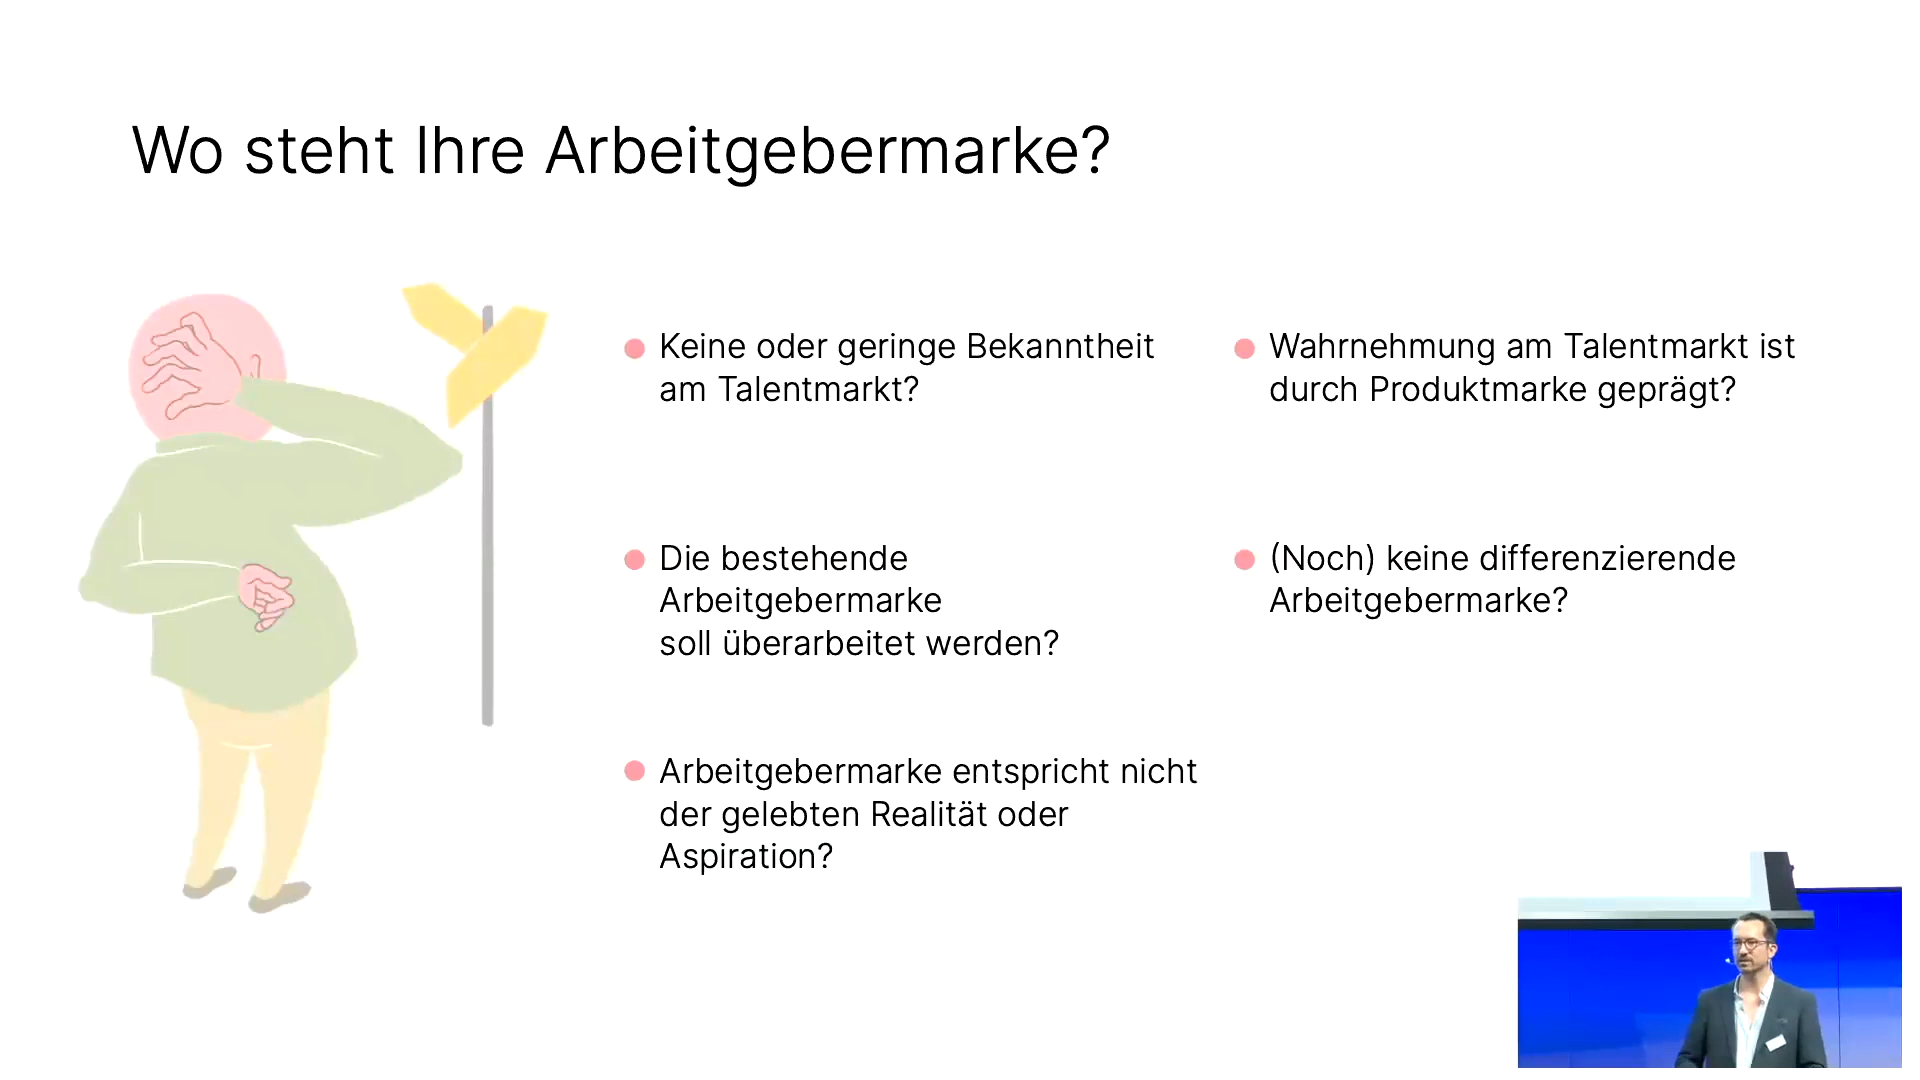 Wo steht Ihre Arbeitgebermarke?
Keine oder geringe Bekanntheit
am Talentmarkt?
Wahrnehmung am Talentmarkt ist
durch Produktmarke geprägt?
Die bestehende
Arbeitgebermarke
soll überarbeitet werden?
(Noch) keine differenzierende
Arbeitgebermarke?
Arbeitgebermarke entspricht nicht
der gelebten Realität oder
Aspiration?